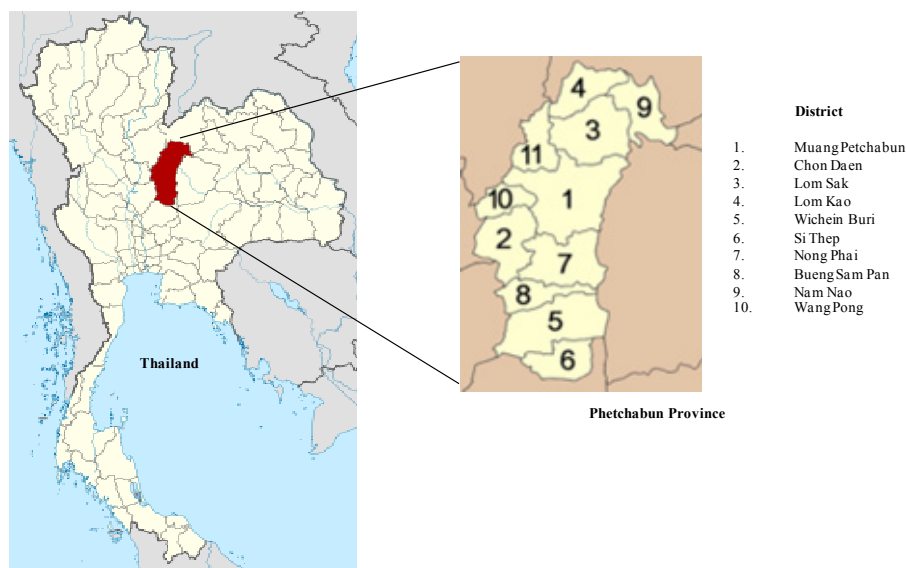 Thailand
4
9
3
11
10
1
2
7
8
5
6
Phetchabun Province
District
1. Muang Petchabun
2 Chon Daen
3. Lom Sak
4. Lom Kao
5. Wichein Buri
6. Si Thep
7. Nong Phai
8. Bueng Sam Pan
9. Nam Nao
10. Wang Pong